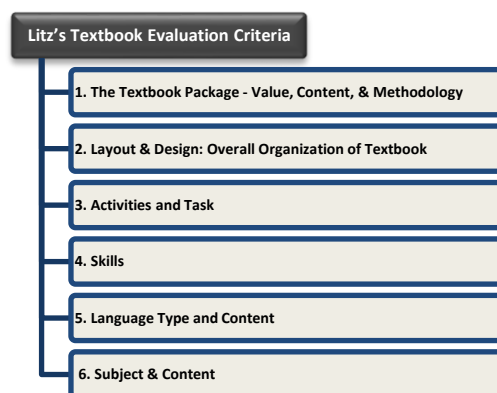 Litz's Textbook Evaluation Criteria
1. The Textbook Package - Value, Content, & Methodology
2. Layout & Design: Overall Organization of Textbook
3. Activities and Task
4. Skills
5. Language Type and Content
6. Subject & Content